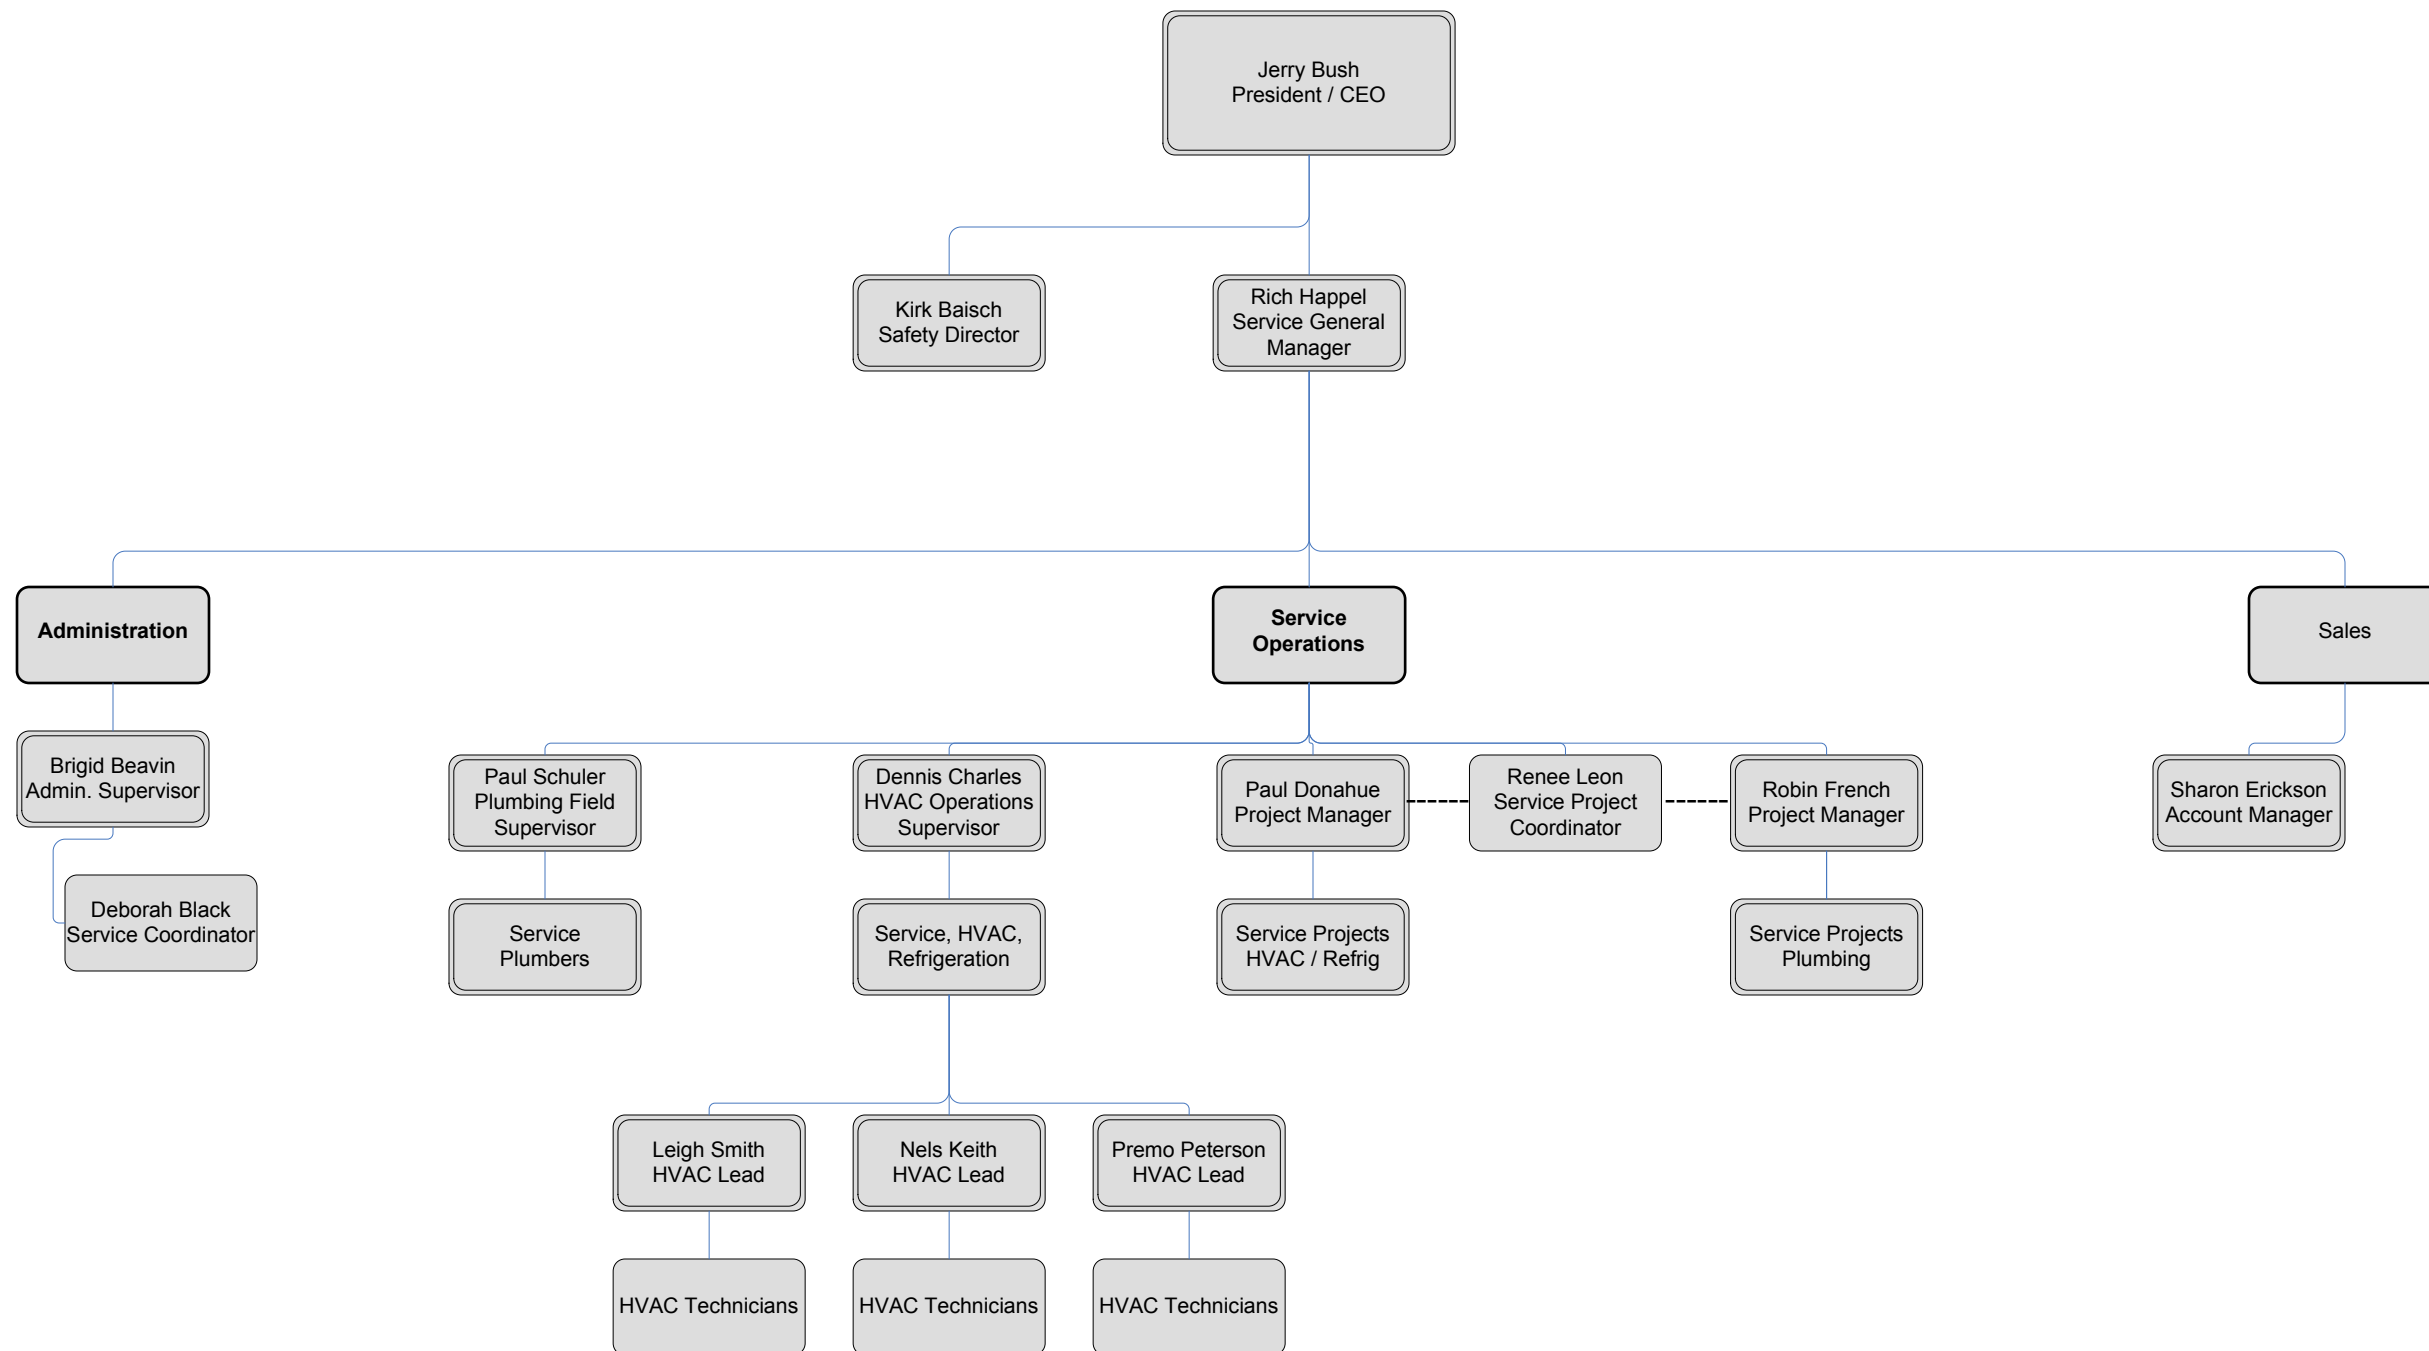 Jerry Bush
President / CEO
Kirk Baisch
Safety Director
Rich Happel
Service General
Manager
Administration
Service
Operations
Sales
Brigid Beavin
Admin. Supervisor
Deborah Black
Service Coordinator
Paul Schuler
Plumbing Field
Supervisor
Dennis Charles
HVAC Operations
Supervisor
Paul Donahue
Project Manager
Renee Leon
Service Project
Coordinator
Robin French
Project Manager
Sharon Erickson
Account Manager
Service
Plumbers
Service, HVAC,
Refrigeration
Service Projects
HVAC / Refrig
Service Projects
Plumbing
Leigh Smith
HVAC Lead
Nels Keith
HVAC Lead
Premo Peterson
HVAC Lead
HVAC Technicians
HVAC Technicians
HVAC Technicians